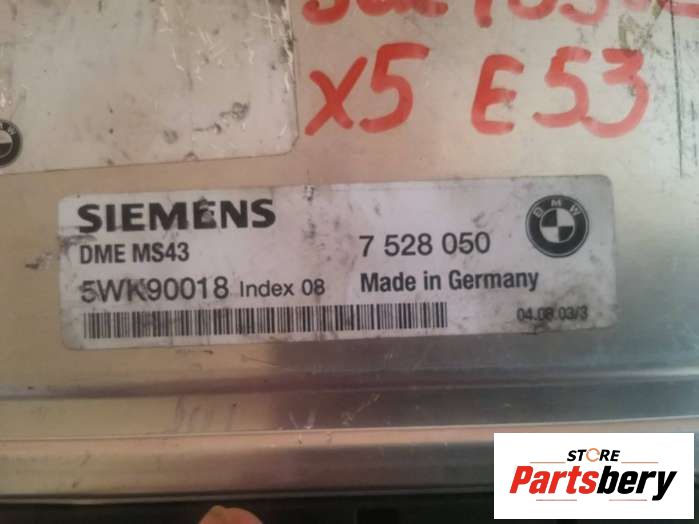 X5 E53
SIEMENS
DME MS43
7 528 050
BMW
5WK90018 Index 08
Made in Germany
04.08.03/3
STORE
Partsbery